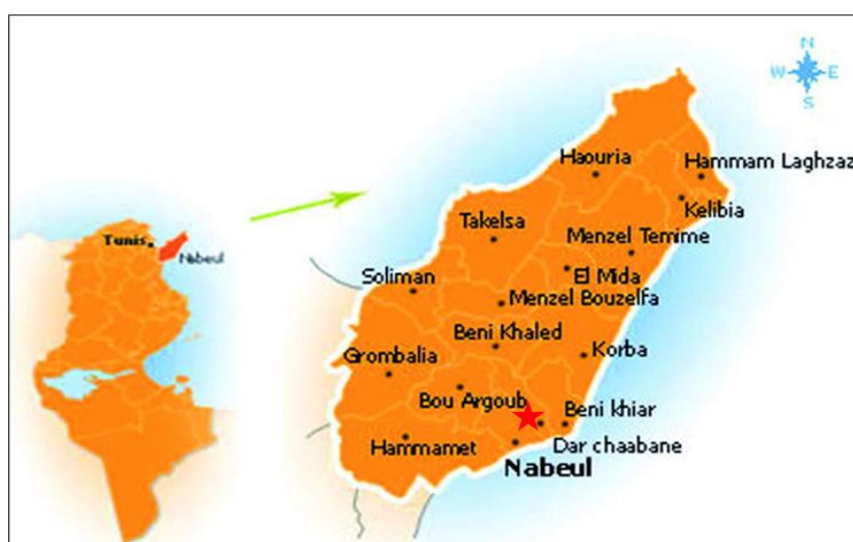 N
W E
S
Haouria
Hammam Laghzaz
Kelibia
Takelsa
Menzel Temime
Tunis
Nabeul
Soliman
El Mida
Menzel Bouzelfa
Beni Khaled
Korba
Grombalia
Bou Argoub
Beni khiar
Hammamet
Dar chaabane
Nabeul